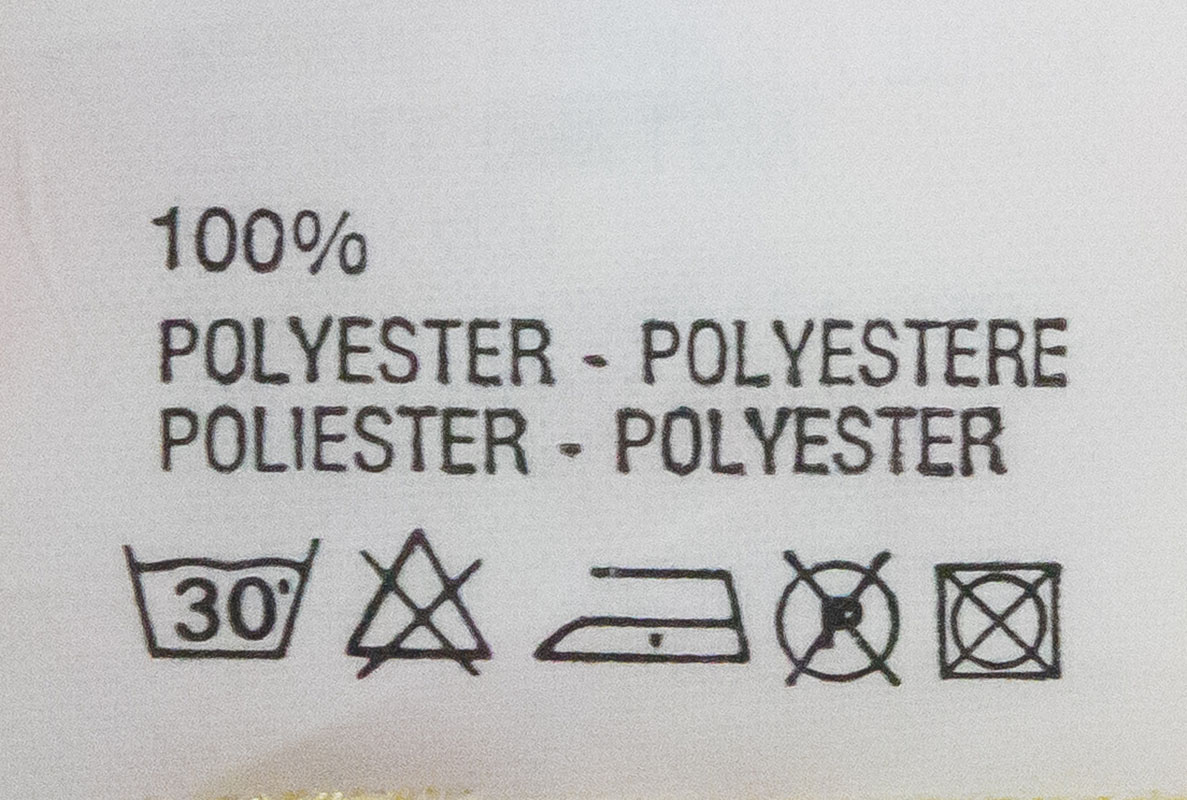 100%
POLYESTER - POLYESTERE
POLIESTER - POLYESTER
30°
P